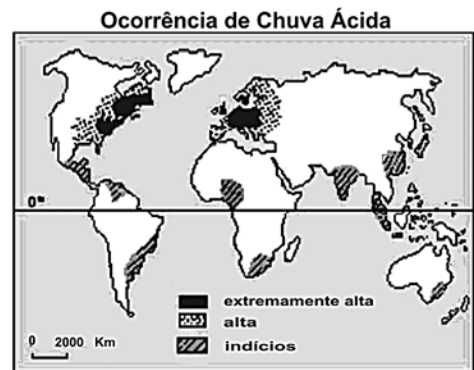 Ocorrência de Chuva Ácida
0°
extremamente alta
alta
indícios
0 2000 Km